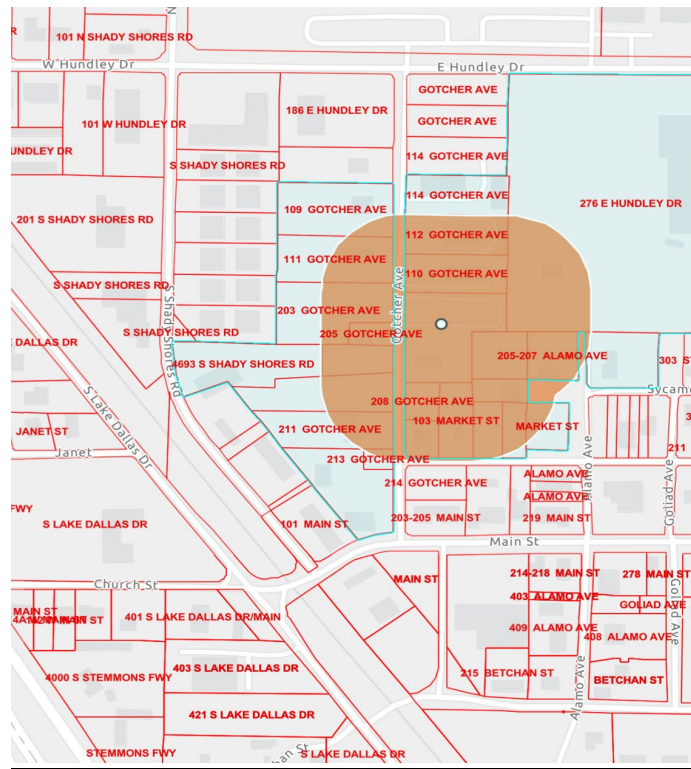 101 N SHADY SHORES RD
N
W Hundley Dr
E Hundley Dr
GOTCHER AVE
186 E HUNDLEY DR
101 W HUNDLEY DR
GOTCHER AVE
UNDLEY DR
114 GOTCHER AVE
S SHADY SHORES RD
114 GOTCHER AVE
276 E HUNDLEY DR
109 GOTCHER AVE
201 S SHADY SHORES RD
112 GOTCHER AVE
111 GOTCHER AVE
110 GOTCHER AVE
S SHADY SHORES RD
Gotcher Ave
203 GOTCHER AVE
S Shady Shores Rd
S SHADY SHORES RD
205 GOTCHER AVE
E DALLAS DR
4693 S SHADY SHORES RD
205-207 ALAMO AVE
303 S
Sycamo
S Lake Dallas Dr
208 GOTCHER AVE
JANET ST
211 GOTCHER AVE
103 MARKET ST
MARKET ST
3
Janet
213 GOTCHER AVE
211
Alamo Ave
Goliad Ave
214 GOTCHER AVE
ALAMO AVE
ALAMO AVE
FWY
S LAKE DALLAS DR
101 MAIN ST
203-205 MAIN ST
219 MAIN ST
Main St
Church St
MAIN ST
214-218 MAIN ST
278 MAIN ST
403 ALAMO AVE
GOLIAD AVE
MAIN ST
MAIN ST
401 S LAKE DALLAS DR/MAIN
409 ALAMO AVE
408 ALAMO AVE
Goliad Ave
403 S LAKE DALLAS DR
4000 S STEMMONS FWY
215 BETCHAN ST
BETCHAN ST
Alamo Ave
421 S LAKE DALLAS DR
STEMMONS FWY
han St
S LAKE DALLAS DR